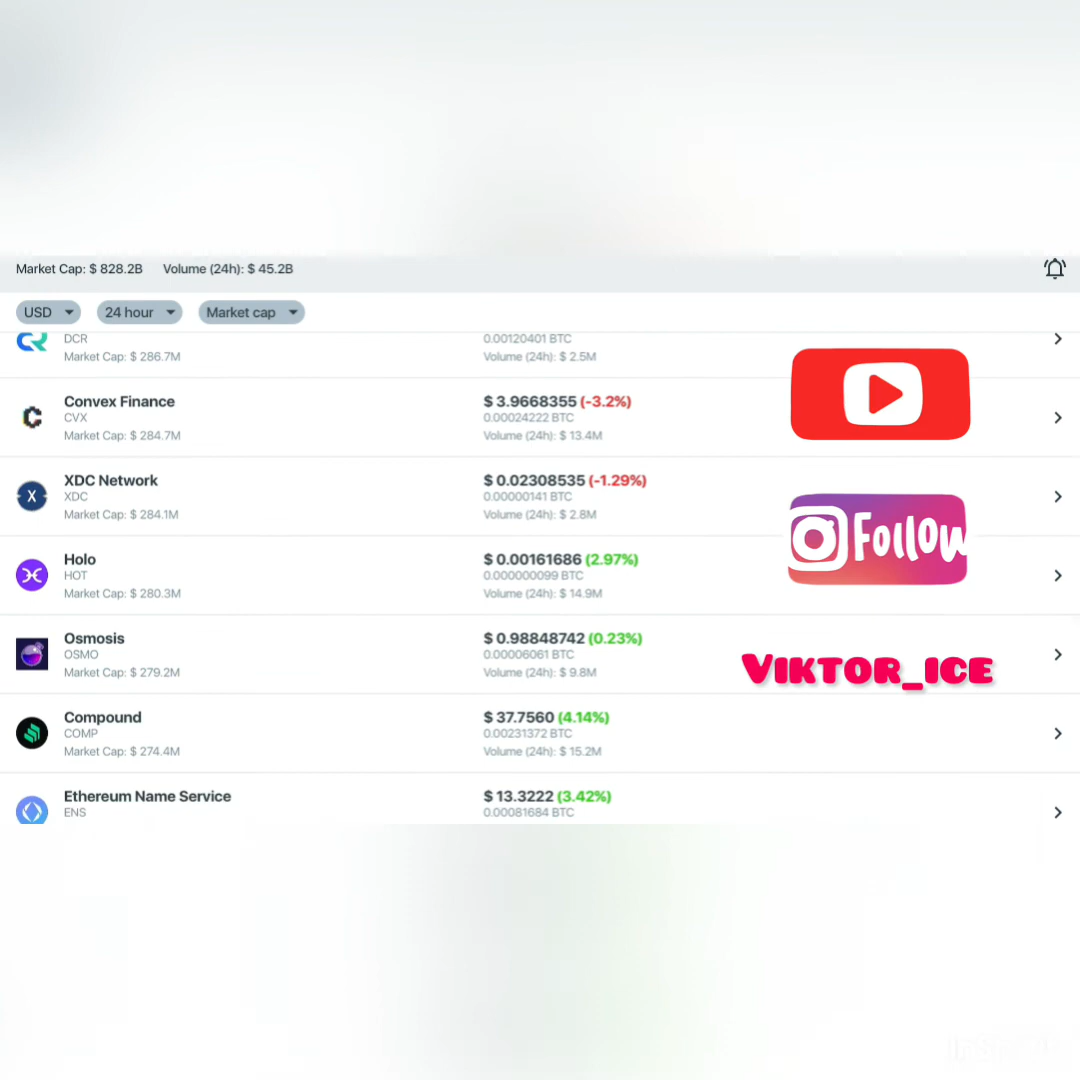 Market Cap: $ 828.2B Volume (24h): $ 45.2B
USD 24 hour Market cap
DCR 0.00120401 BTC
Market Cap: $ 286.7M Volume (24h): $ 2.5M
Convex Finance $ 3.9668355 (-3.2%)
CVX 0.00024222 BTC
Market Cap: $ 284.7M Volume (24h): $ 13.4M
XDC Network $ 0.02308535 (-1.29%)
XDC 0.00000141 BTC
Market Cap: $ 284.1M Volume (24h): $ 2.8M
Follow
Holo $ 0.00161686 (2.97%)
HOT 0.000000099 BTC
Market Cap: $ 280.3M Volume (24h): $ 14.9M
Osmosis $ 0.98848742 (0.23%)
OSMO 0.00006061 BTC
Market Cap: $ 279.2M Volume (24h): $ 9.8M
Viktor_ice
Compound $ 37.7560 (4.14%)
COMP 0.00231372 BTC
Market Cap: $ 274.4M Volume (24h): $ 15.2M
Ethereum Name Service $ 13.3222 (3.42%)
ENS 0.00081684 BTC